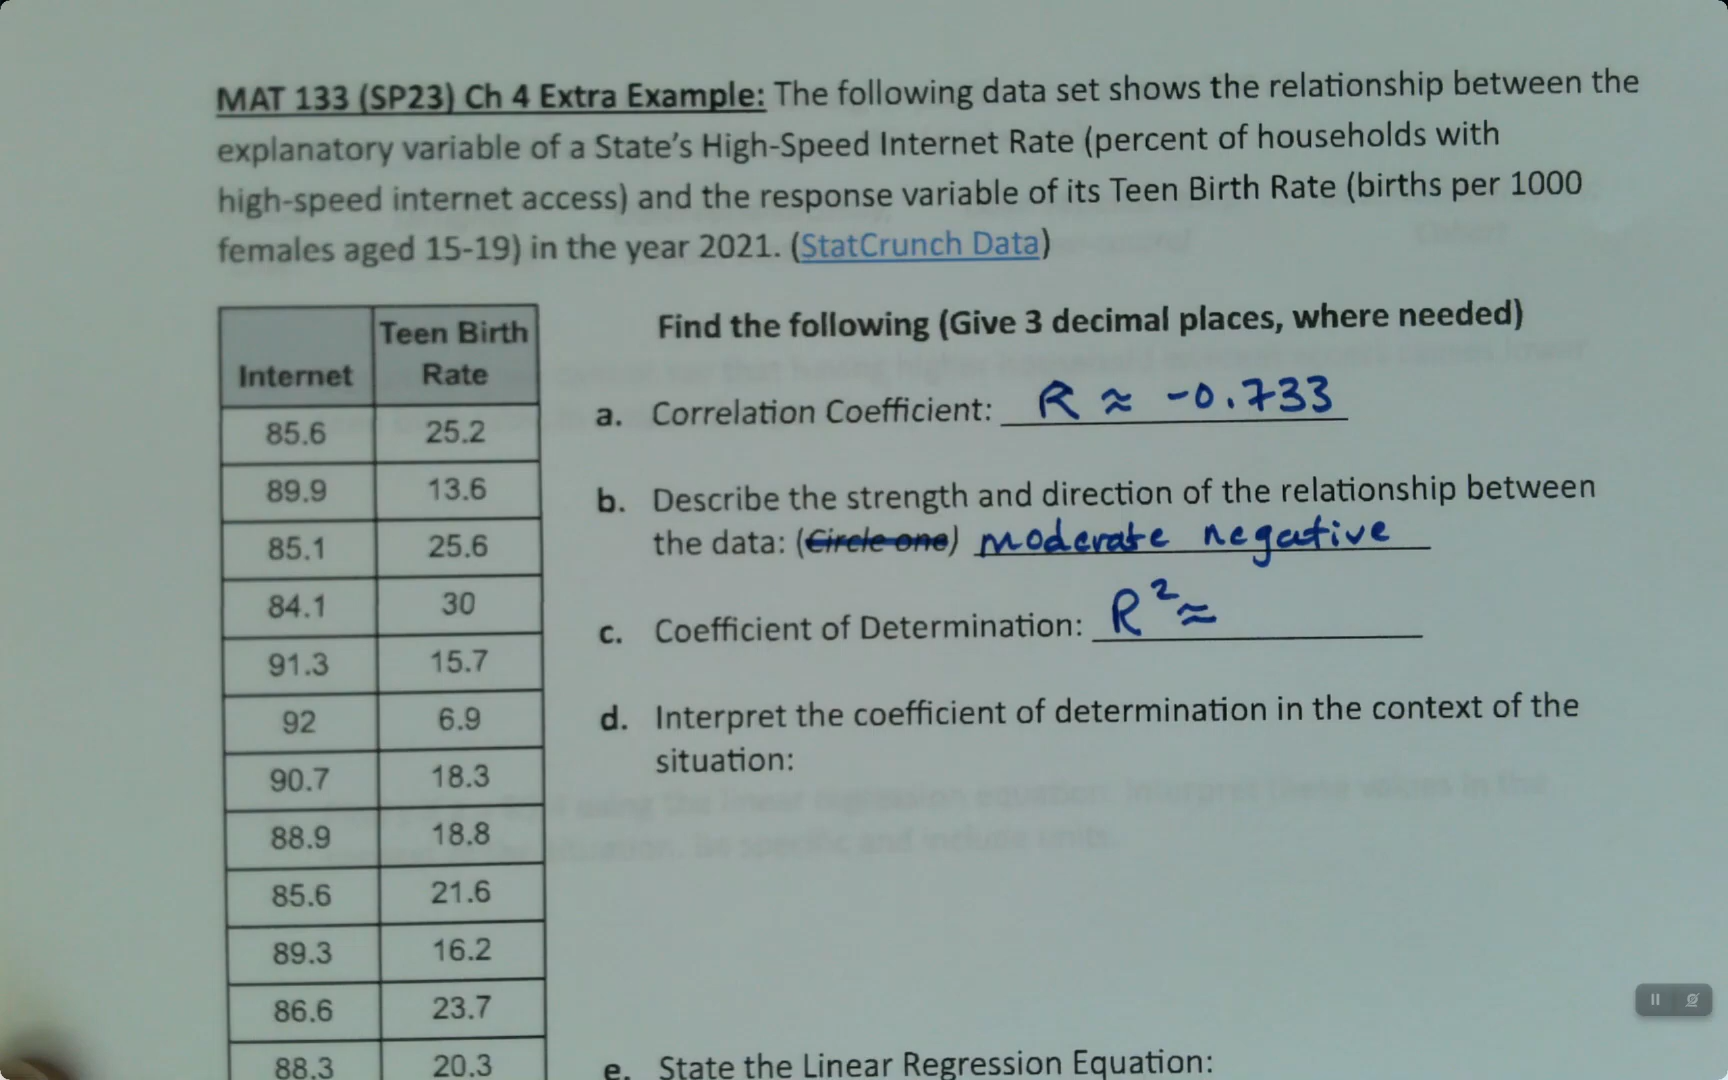 MAT 133 (SP23) Ch 4 Extra Example: The following data set shows the relationship between the
explanatory variable of a State's High-Speed Internet Rate (percent of households with
high-speed internet access) and the response variable of its Teen Birth Rate (births per 1000
females aged 15-19) in the year 2021. (StatCrunch Data)
Internet Teen Birth Rate
85.6 25.2
89.9 13.6
85.1 25.6
84.1 30
91.3 15.7
92 6.9
90.7 18.3
88.9 18.8
85.6 21.6
89.3 16.2
86.6 23.7
88.3 20.3
Find the following (Give 3 decimal places, where needed)
a. Correlation Coefficient: R ≈ -0.733
b. Describe the strength and direction of the relationship between
the data: (Circle one) moderate negative
c. Coefficient of Determination: R² ≈
d. Interpret the coefficient of determination in the context of the
situation:
e. State the Linear Regression Equation: